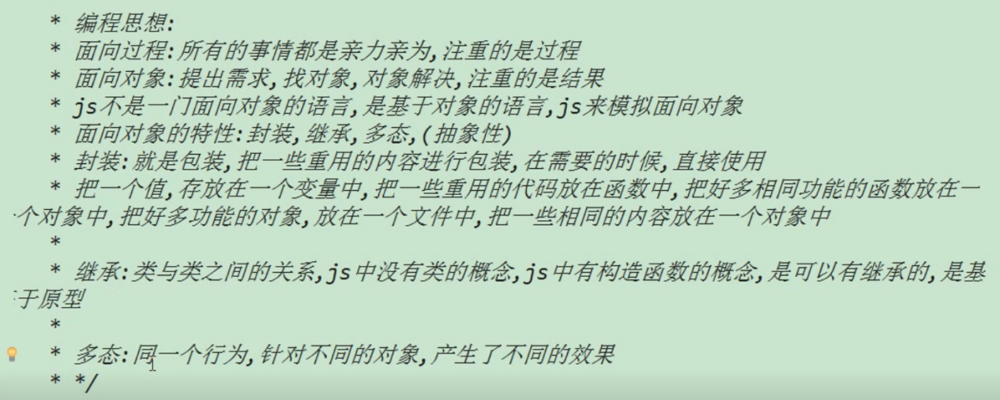 * 编程思想:
* 面向过程:所有的事情都是亲力亲为,注重的是过程
* 面向对象:提出需求,找对象,对象解决,注重的是结果
* js不是一门面向对象的语言,是基于对象的语言,js来模拟面向对象
* 面向对象的特性:封装,继承,多态,(抽象性)
* 封装:就是包装,把一些重用的内容进行包装,在需要的时候,直接使用
* 把一个值,存放在一个变量中,把一些重用的代码放在函数中,把好多相同功能的函数放在一
个对象中,把好多功能的对象,放在一个文件中,把一些相同的内容放在一个对象中
*
* 继承:类与类之间的关系,js中没有类的概念,js中有构造函数的概念,是可以有继承的,是基
于原型
*
* 多态:同一个行为,针对不同的对象,产生了不同的效果
* */